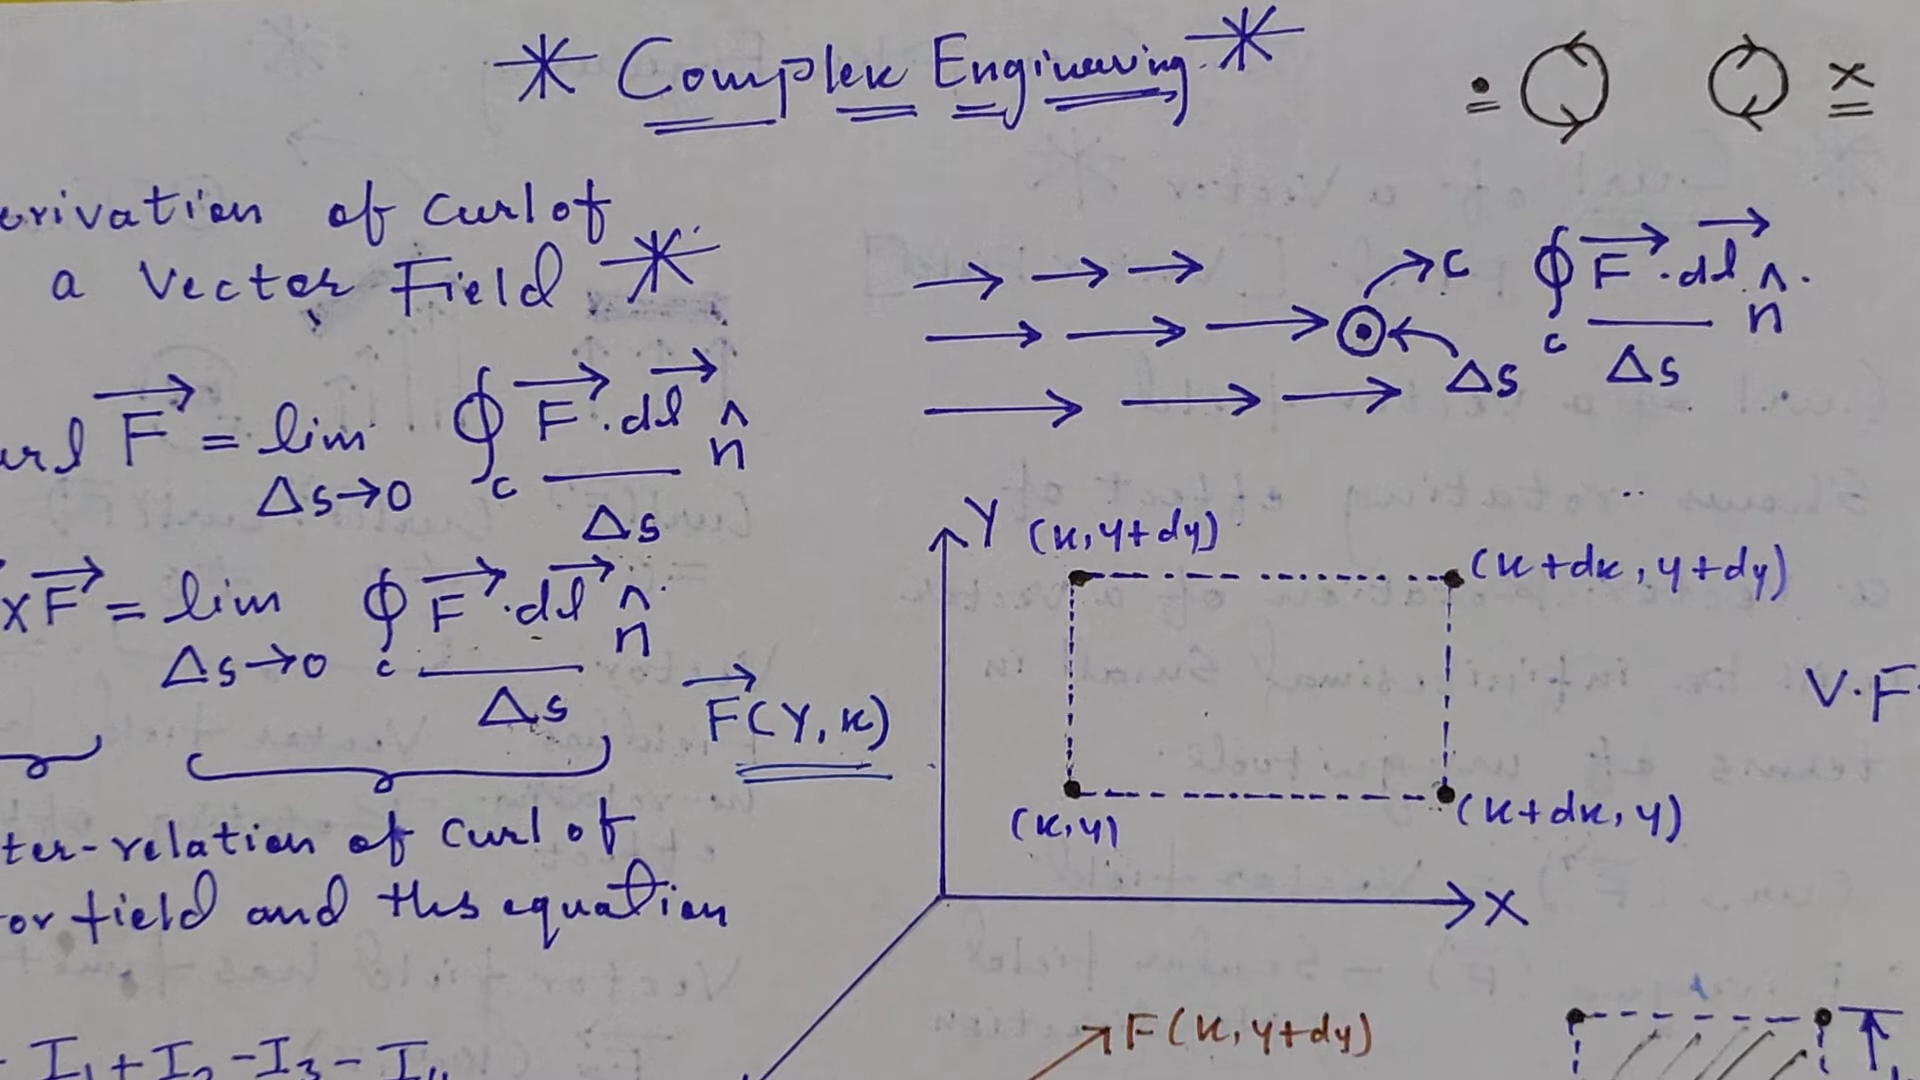 * Complex Engineering *
. x
erivation of curl of
a Vector Field *
url F⃗ = lim Δs→0 ∮c F⃗.dl⃗ / Δs n̂
xF⃗ = lim Δs→0 ∮c F⃗.dl⃗ / Δs n̂
F⃗(Y,x)
ter-relation of curl of
or field and this equation
I₁+I₂-I₃-I₄
c ∮c F⃗.dl⃗ / Δs n̂.
Δs
Y (x,y+dy) (x+dx,y+dy)
V.F
(x,y) (x+dx,y)
X
F(x,y+dy)